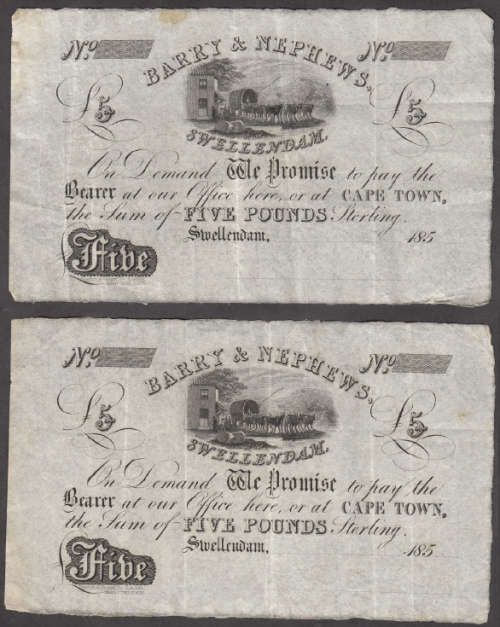 No No
BARRY & NEPHEWS,
£5 £5
SWELLENDAM.
On Demand We Promise to pay the
Bearer at our Office here, or at CAPE TOWN,
the Sum of FIVE POUNDS Sterling.
Swellendam, 185
Five
No No
BARRY & NEPHEWS,
£5 £5
SWELLENDAM.
On Demand We Promise to pay the
Bearer at our Office here, or at CAPE TOWN,
the Sum of FIVE POUNDS Sterling.
Swellendam, 185
Five